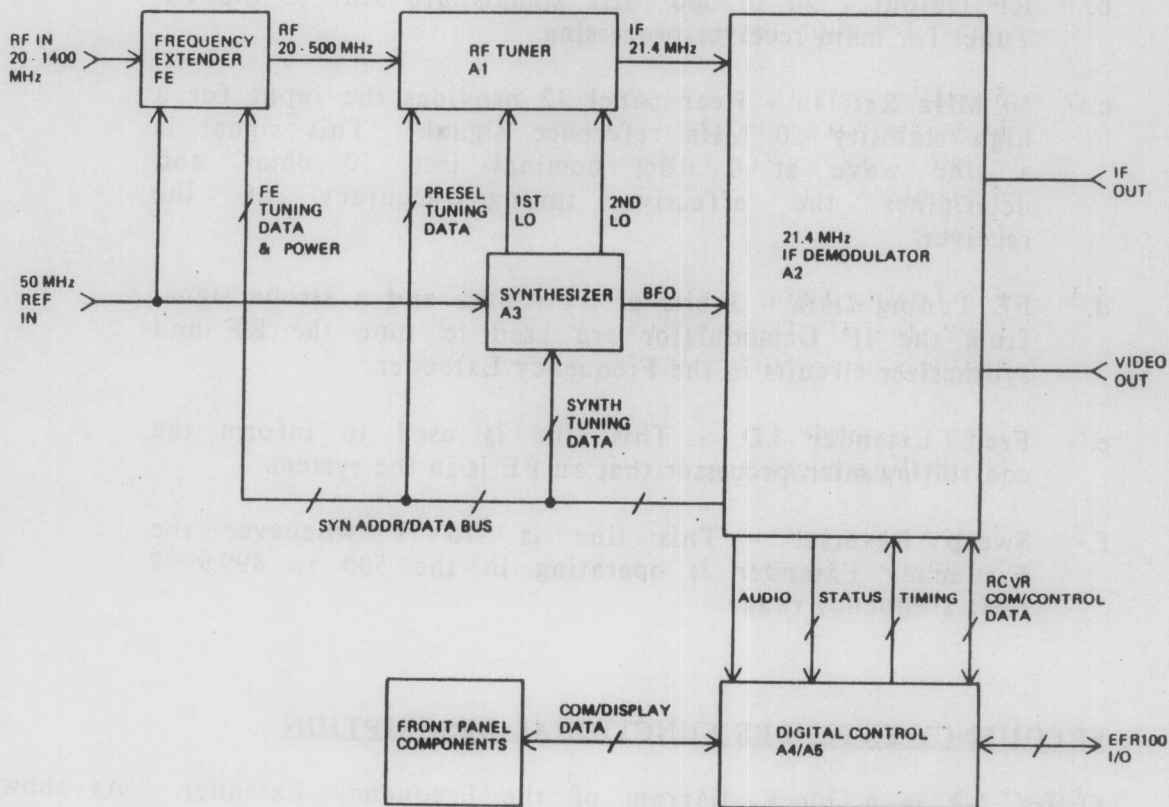 RF IN
20 - 1400
MHz
FREQUENCY
EXTENDER
FE
RF
20 - 500 MHz
RF TUNER
A1
IF
21.4 MHz
FE
TUNING
DATA
& POWER
PRESEL
TUNING
DATA
1ST
LO
2ND
LO
21.4 MHz
IF DEMODULATOR
A2
IF
OUT
50 MHz
REF
IN
SYNTHESIZER
A3
BFO
VIDEO
OUT
SYNTH
TUNING
DATA
SYN ADDR/DATA BUS
AUDIO
STATUS
TIMING
RCVR
COM/CONTROL
DATA
FRONT PANEL
COMPONENTS
COM/DISPLAY
DATA
DIGITAL CONTROL
A4/A5
EFR100
I/O